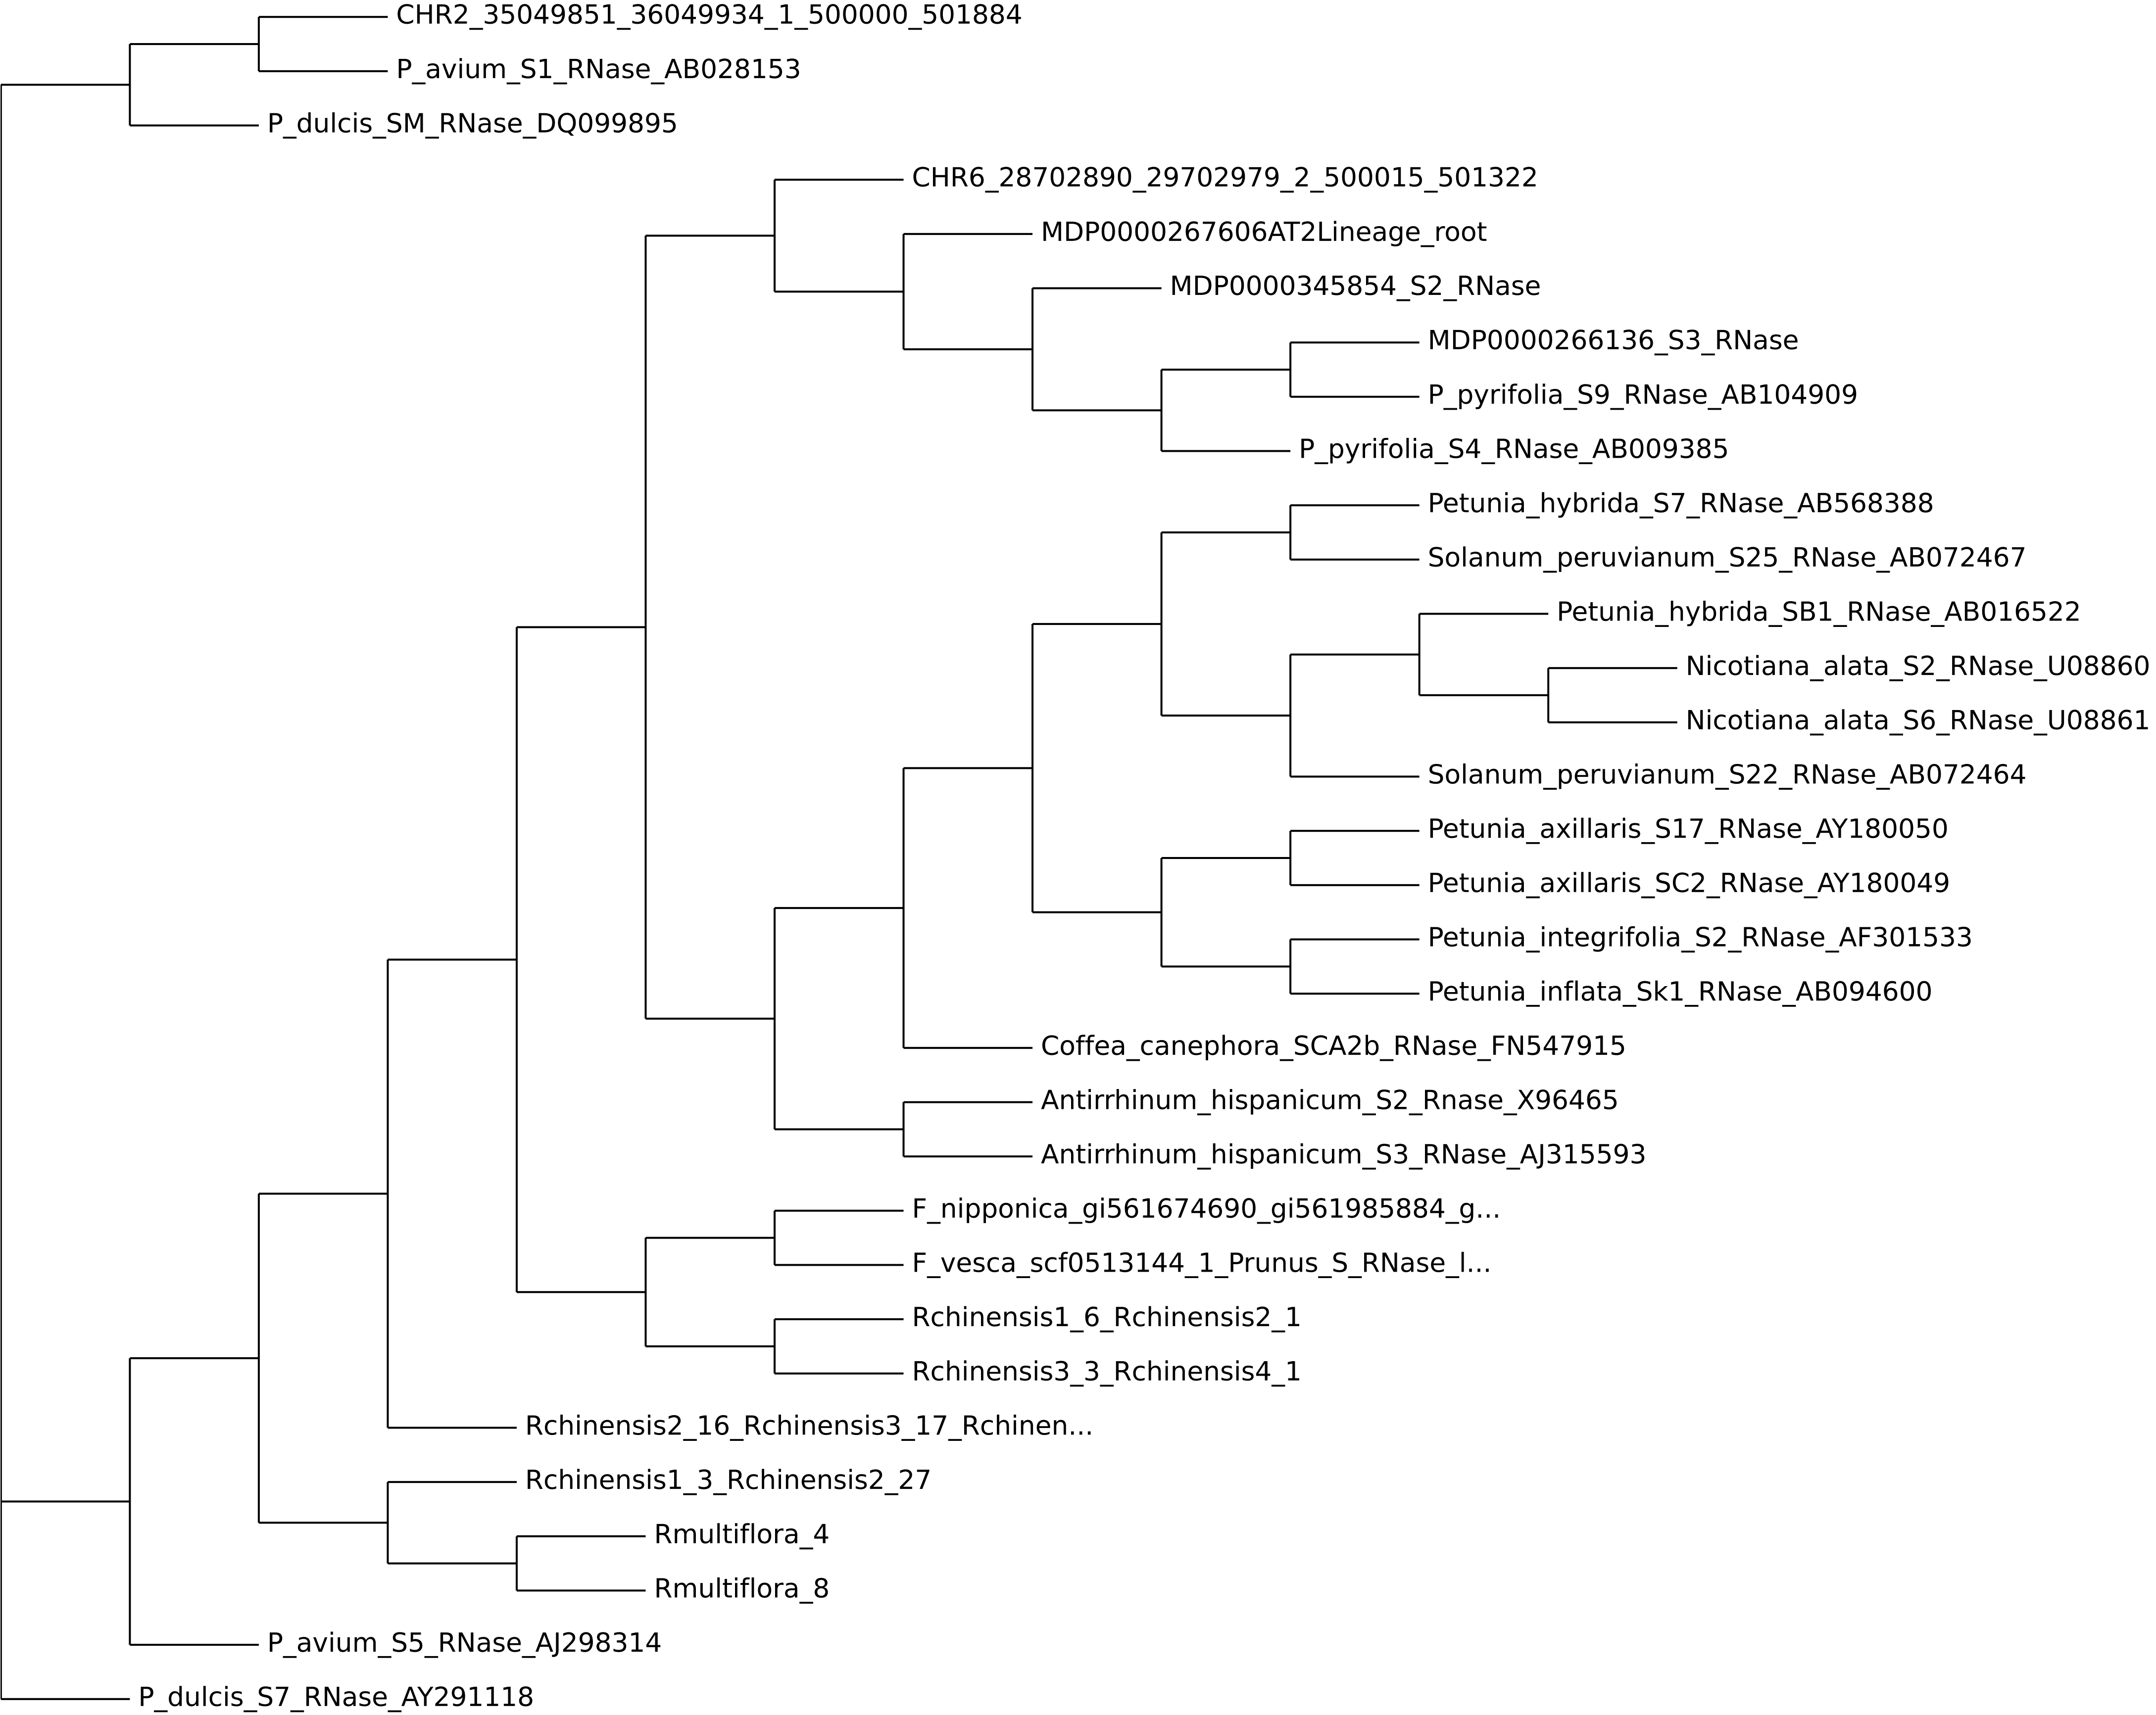 CHR2_35049851_36049934_1_500000_501884
P_avium_S1_RNase_AB028153
P_dulcis_SM_RNase_DQ099895
CHR6_28702890_29702979_2_500015_501322
MDP0000267606AT2Lineage_root
MDP0000345854_S2_RNase
MDP0000266136_S3_RNase
P_pyrifolia_S9_RNase_AB104909
P_pyrifolia_S4_RNase_AB009385
Petunia_hybrida_S7_RNase_AB568388
Solanum_peruvianum_S25_RNase_AB072467
Petunia_hybrida_SB1_RNase_AB016522
Nicotiana_alata_S2_RNase_U08860
Nicotiana_alata_S6_RNase_U08861
Solanum_peruvianum_S22_RNase_AB072464
Petunia_axillaris_S17_RNase_AY180050
Petunia_axillaris_SC2_RNase_AY180049
Petunia_integrifolia_S2_RNase_AF301533
Petunia_inflata_Sk1_RNase_AB094600
Coffea_canephora_SCA2b_RNase_FN547915
Antirrhinum_hispanicum_S2_Rnase_X96465
Antirrhinum_hispanicum_S3_RNase_AJ315593
F_nipponica_gi561674690_gi561985884_g...
F_vesca_scf0513144_1_Prunus_S_RNase_l...
Rchinensis1_6_Rchinensis2_1
Rchinensis3_3_Rchinensis4_1
Rchinensis2_16_Rchinensis3_17_Rchinen...
Rchinensis1_3_Rchinensis2_27
Rmultiflora_4
Rmultiflora_8
P_avium_S5_RNase_AJ298314
P_dulcis_S7_RNase_AY291118